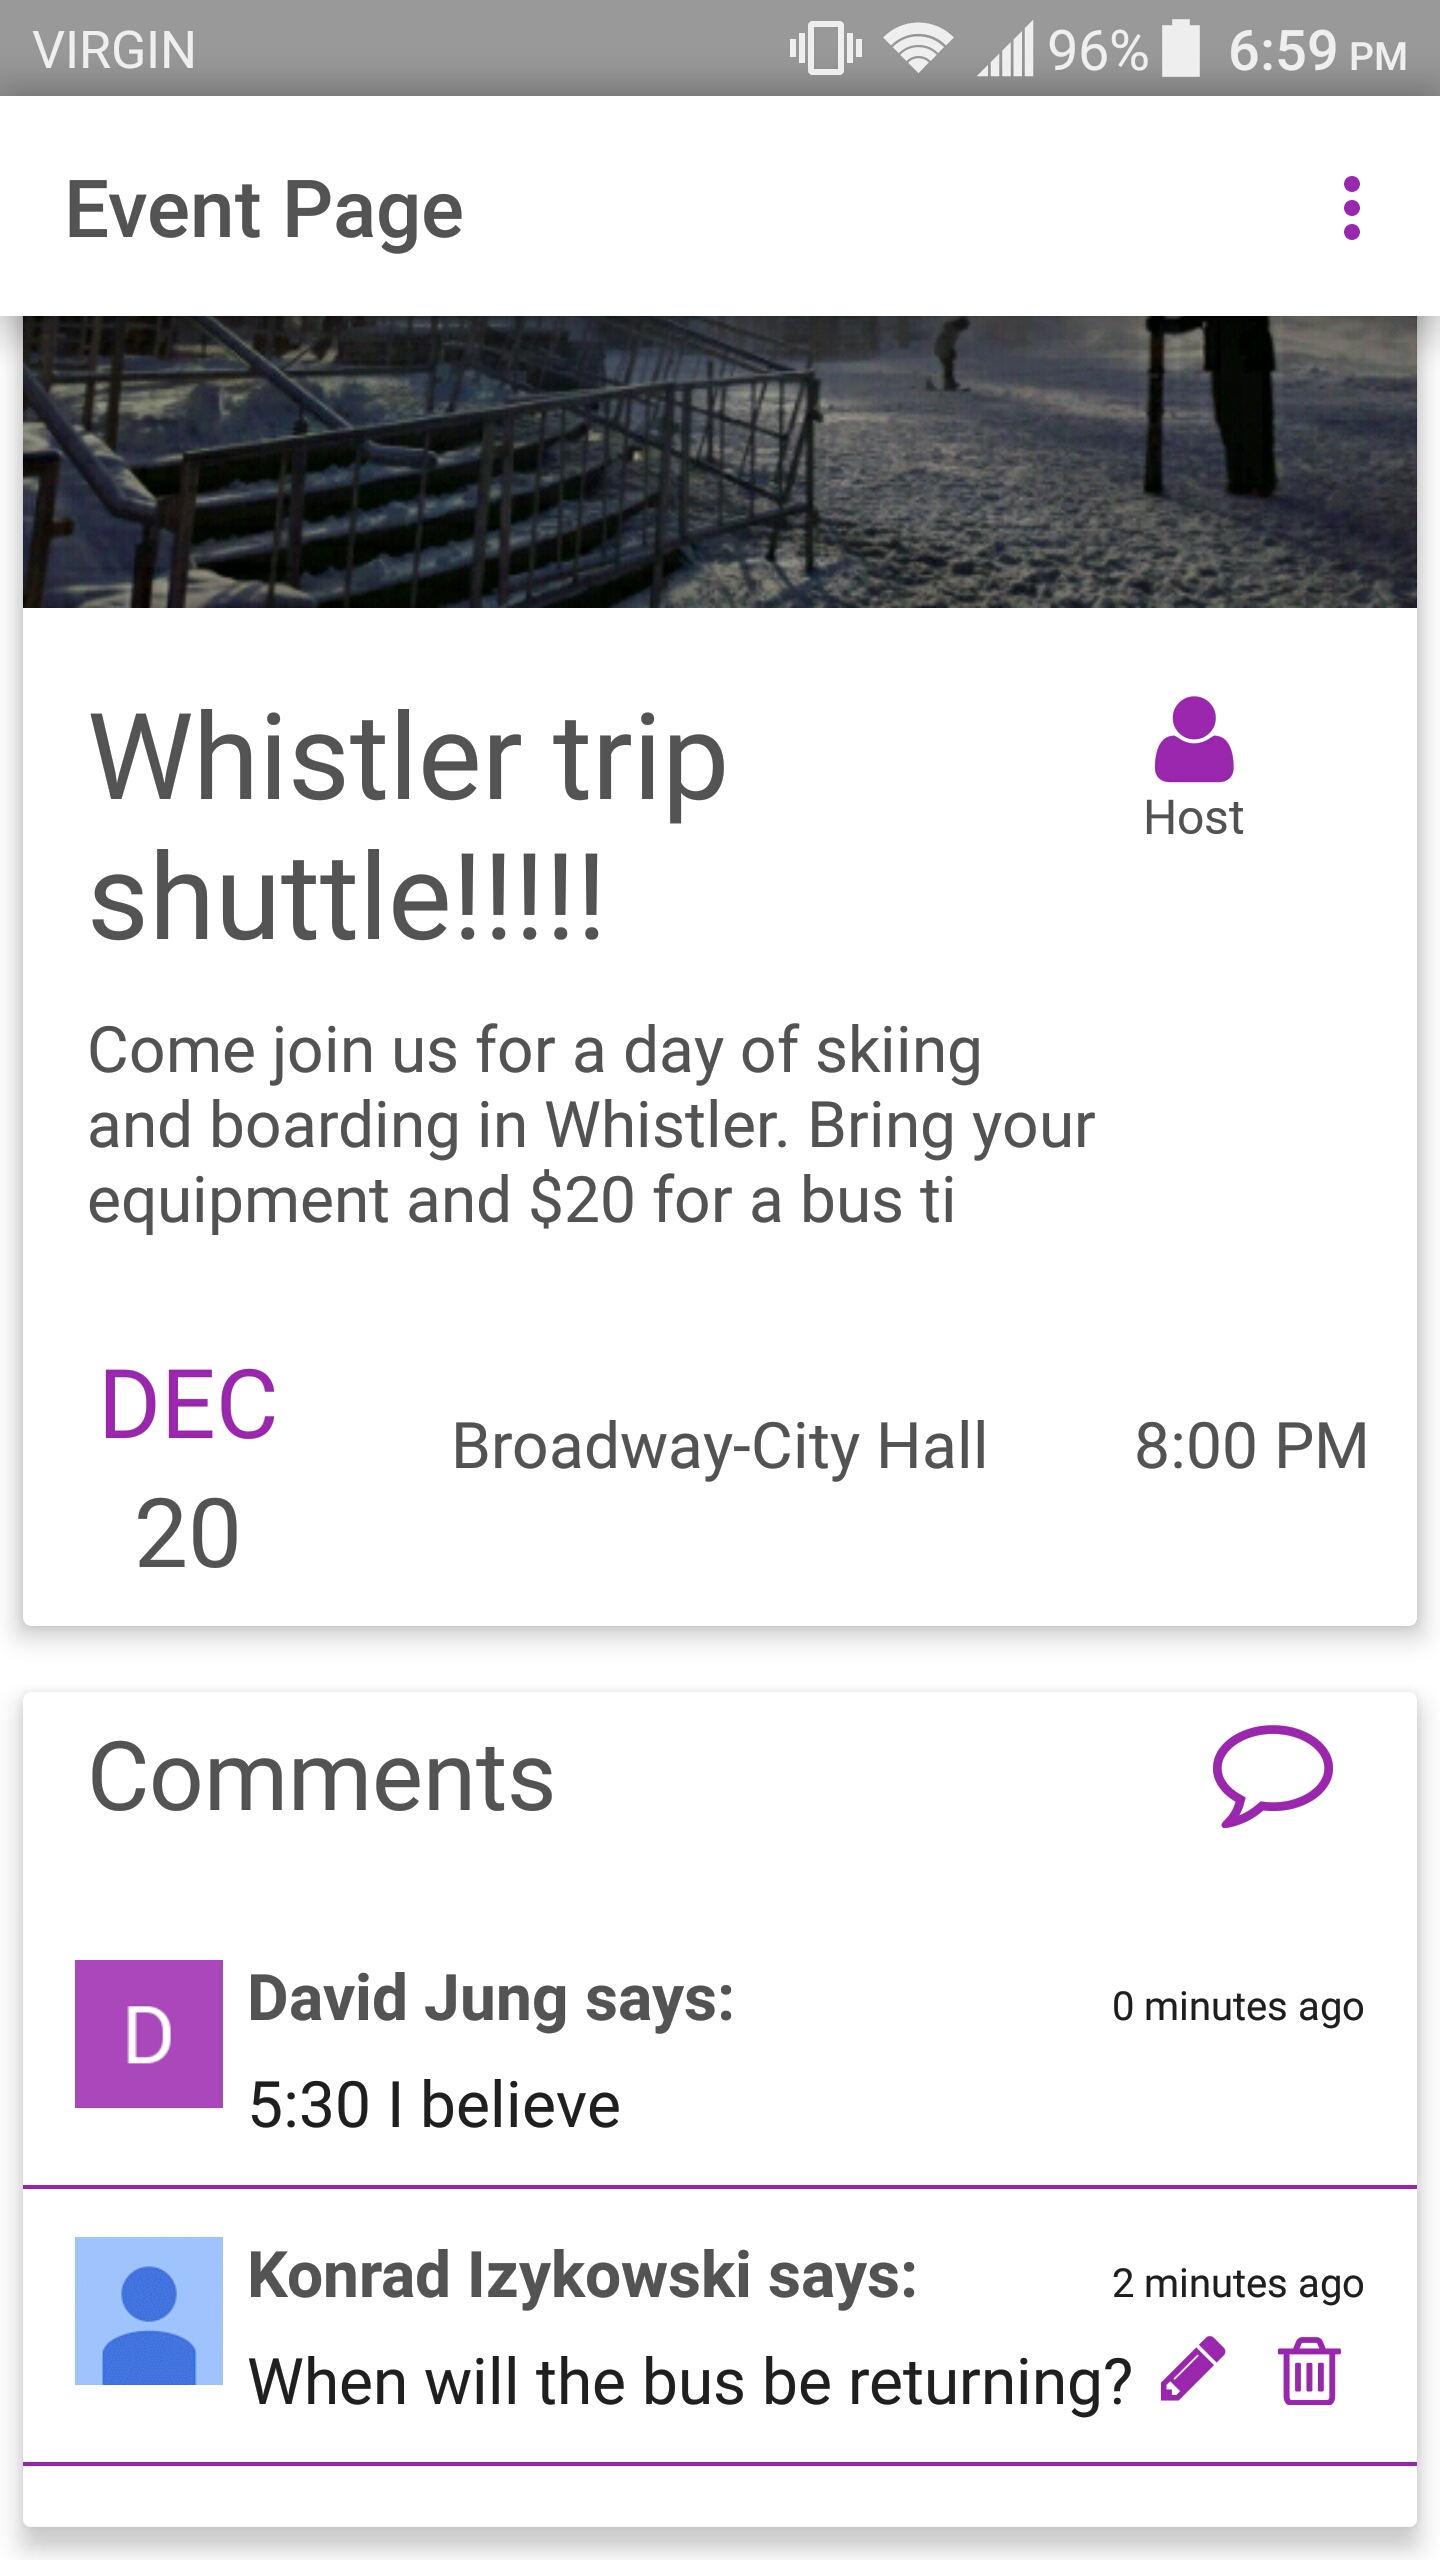 VIRGIN 96% 6:59 PM
Event Page
Whistler trip
shuttle!!!!!
Host
Come join us for a day of skiing
and boarding in Whistler. Bring your
equipment and $20 for a bus ti
DEC
20
Broadway-City Hall 8:00 PM
Comments
D
David Jung says: 0 minutes ago
5:30 I believe
Konrad Izykowski says: 2 minutes ago
When will the bus be returning?